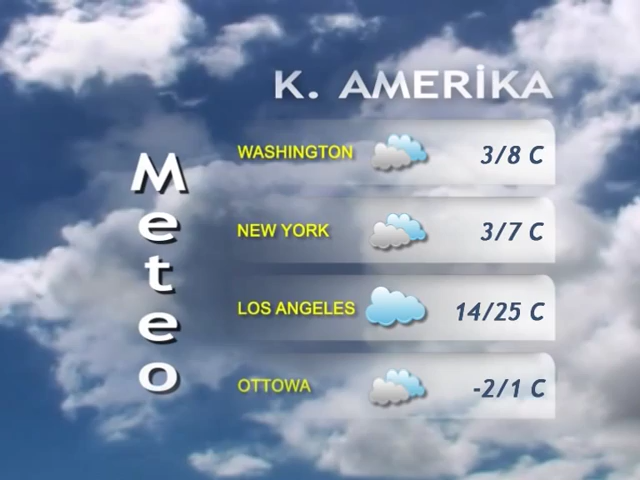 K. AMERİKA
Meteo
WASHINGTON 3/8 C
NEW YORK 3/7 C
LOS ANGELES 14/25 C
OTTOWA -2/1 C